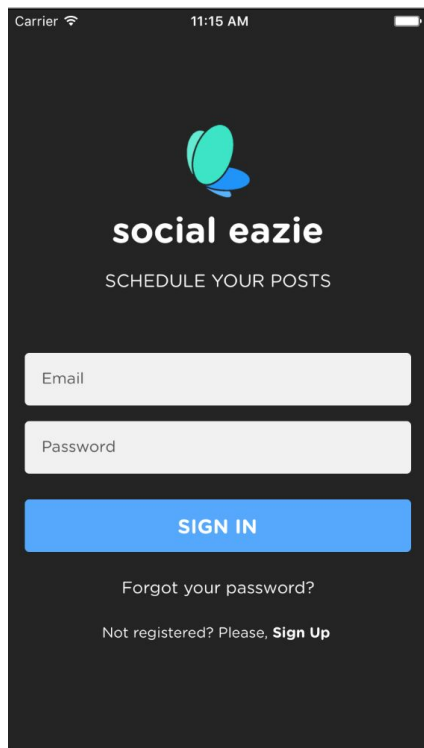 Carrier 11:15 AM
social eazie
SCHEDULE YOUR POSTS
Email
Password
SIGN IN
Forgot your password?
Not registered? Please, Sign Up